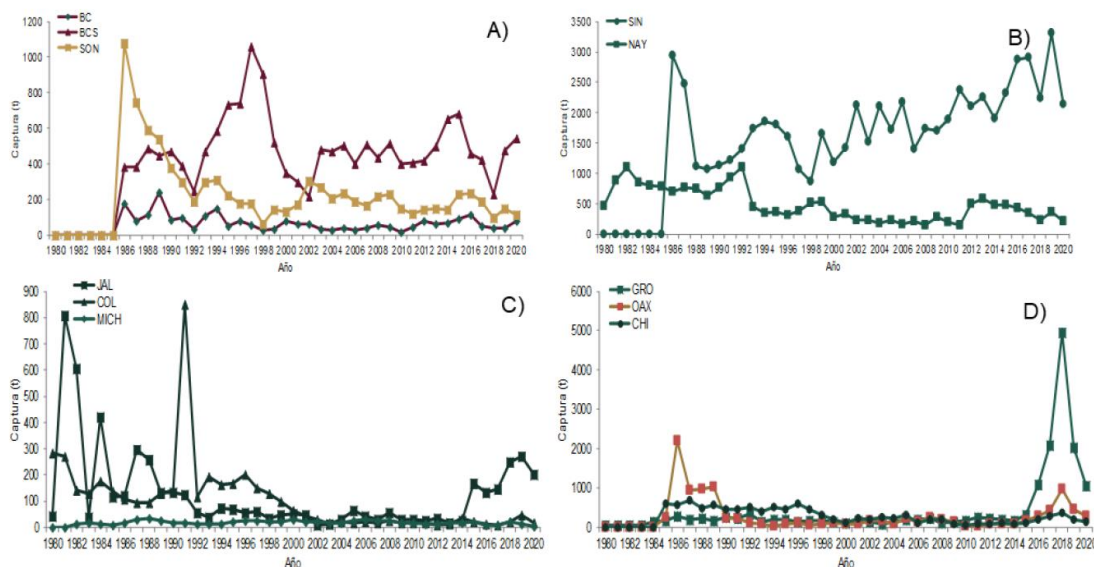 BC
BCS
SON
A)
Captura (t)
1200
1000
800
600
400
200
0
1980 1982 1984 1986 1988 1990 1992 1994 1996 1998 2000 2002 2004 2006 2008 2010 2012 2014 2016 2018 2020
Año
SIN
NAY
B)
Captura (t)
3500
3000
2500
2000
1500
1000
500
0
1980 1982 1984 1986 1988 1990 1992 1994 1996 1998 2000 2002 2004 2006 2008 2010 2012 2014 2016 2018 2020
Año
JAL
COL
MICH
C)
Captura (t)
900
800
700
600
500
400
300
200
100
0
1980 1982 1984 1986 1988 1990 1992 1994 1996 1998 2000 2002 2004 2006 2008 2010 2012 2014 2016 2018 2020
Año
GRO
OAX
CHI
D)
Captura (t)
6000
5000
4000
3000
2000
1000
0
1980 1982 1984 1986 1988 1990 1992 1994 1996 1998 2000 2002 2004 2006 2008 2010 2012 2014 2016 2018 2020
Año